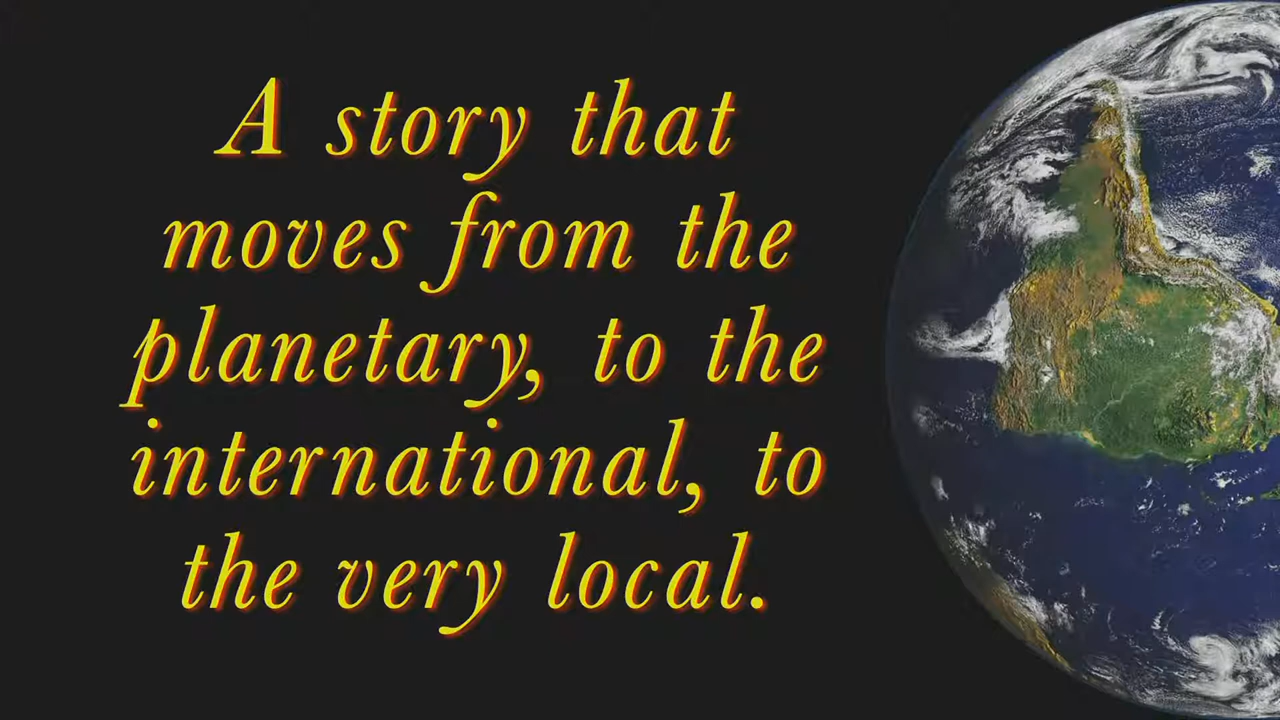 A story that
moves from the
planetary, to the
international, to
the very local.